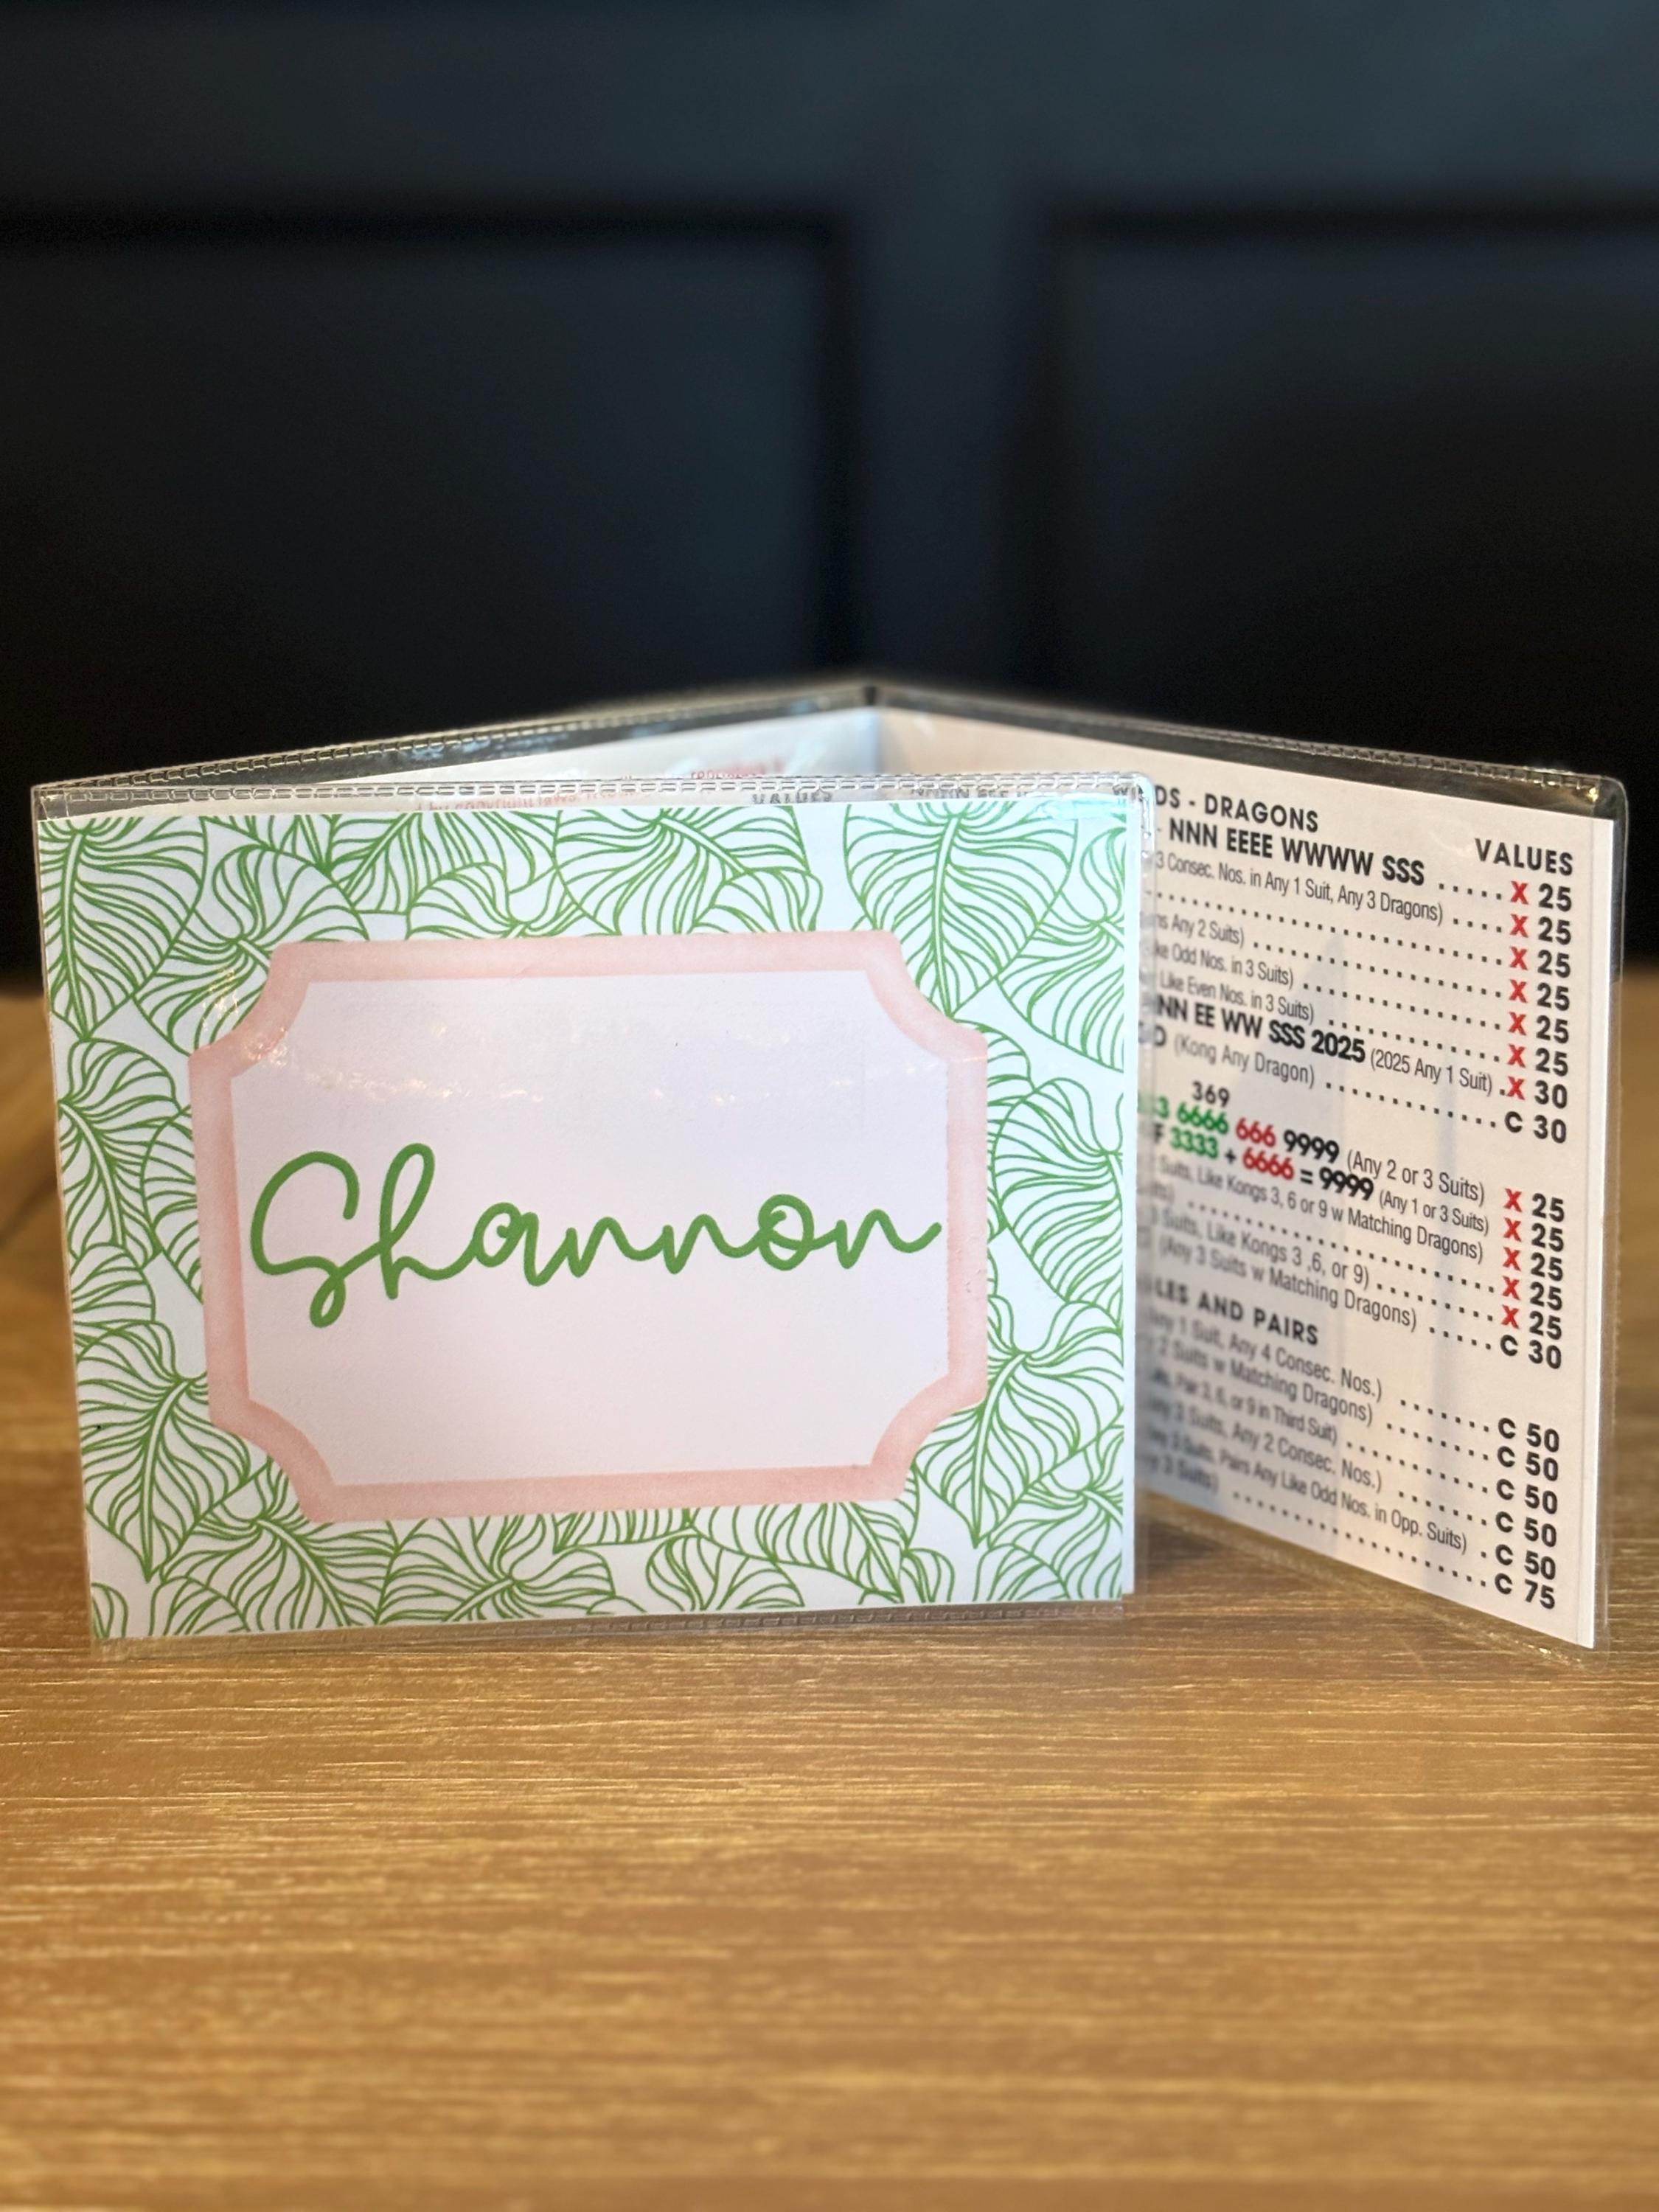 Shannon
VALUES
DS - DRAGONS
VALUES
NNN EEEE WWWW SSS ..... X 25
3 Consec. Nos. in Any 1 Suit, Any 3 Dragons) .... X 25
X 25
Any 2 Suits) X 25
Odd Nos. in 3 Suits) X 25
Like Even Nos. in 3 Suits) X 25
NN EE WW SSS 2025 (2025 Any 1 Suit) . X 30
(Kong Any Dragon) C 30
369
6666 666 9999 (Any 2 or 3 Suits) X 25
F 3333 + 6666 = 9999 (Any 1 or 3 Suits) X 25
Suits, Like Kongs 3, 6 or 9 w Matching Dragons) X 25
X 25
3 Suits, Like Kongs 3 ,6, or 9) X 25
(Any 3 Suits w Matching Dragons) C 30
LES AND PAIRS
Any 1 Suit, Any 4 Consec. Nos.) C 50
2 Suits w Matching Dragons) C 50
Pair 3, 6, or 9 in Third Suit) C 50
Any 3 Suits, Any 2 Consec. Nos.) C 50
3 Suits, Pairs Any Like Odd Nos. in Opp. Suits) . C 50
3 Suits) C 75